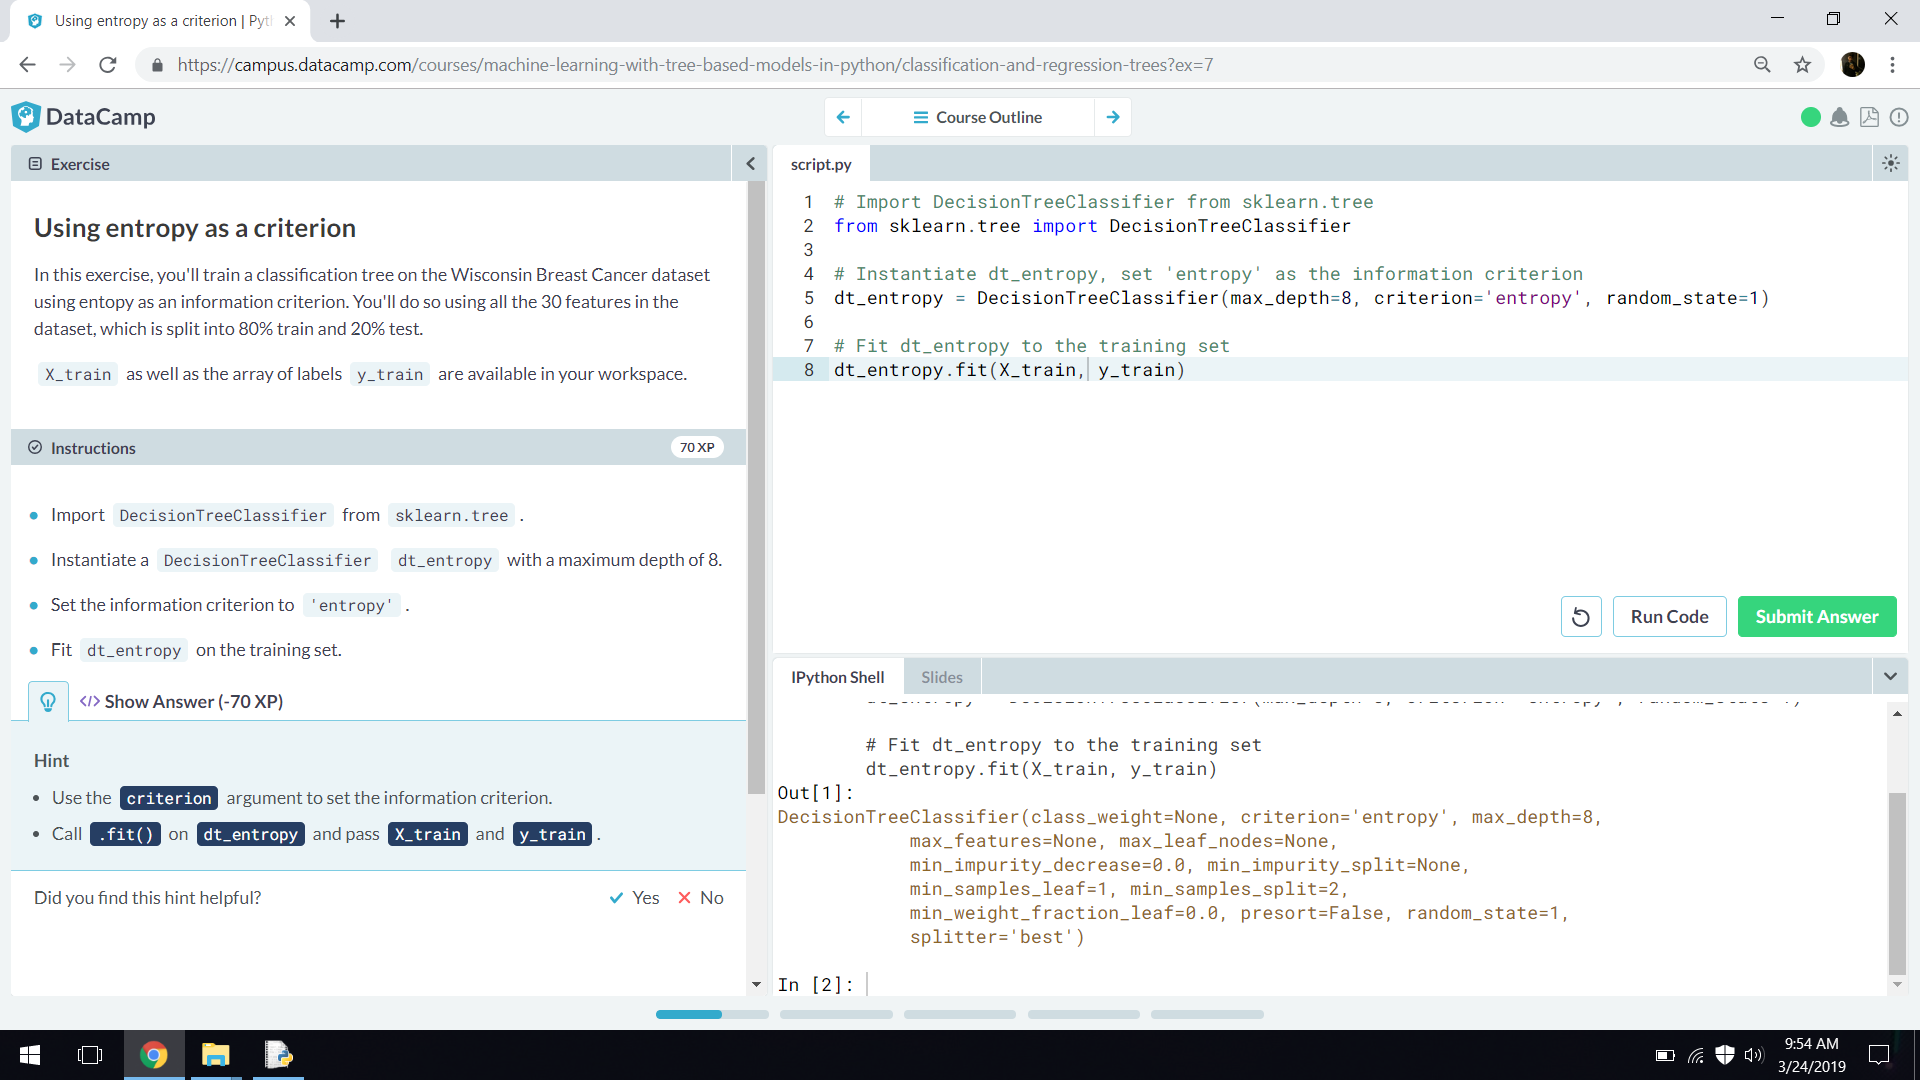 Using entropy as a criterion | Pyt
https://campus.datacamp.com/courses/machine-learning-with-tree-based-models-in-python/classification-and-regression-trees?ex=7
DataCamp
Course Outline
Exercise
Using entropy as a criterion
In this exercise, you'll train a classification tree on the Wisconsin Breast Cancer dataset
using entopy as an information criterion. You'll do so using all the 30 features in the
dataset, which is split into 80% train and 20% test.
X_train as well as the array of labels y_train are available in your workspace.
Instructions
70 XP
Import DecisionTreeClassifier from sklearn.tree .
Instantiate a DecisionTreeClassifier dt_entropy with a maximum depth of 8.
Set the information criterion to 'entropy' .
Fit dt_entropy on the training set.
Show Answer (-70 XP)
Hint
Use the criterion argument to set the information criterion.
Call .fit() on dt_entropy and pass X_train and y_train .
Did you find this hint helpful?
Yes
No
script.py
1 # Import DecisionTreeClassifier from sklearn.tree
2 from sklearn.tree import DecisionTreeClassifier
3
4 # Instantiate dt_entropy, set 'entropy' as the information criterion
5 dt_entropy = DecisionTreeClassifier(max_depth=8, criterion='entropy', random_state=1)
6
7 # Fit dt_entropy to the training set
8 dt_entropy.fit(X_train, y_train)
Run Code
Submit Answer
IPython Shell
Slides
# Fit dt_entropy to the training set
dt_entropy.fit(X_train, y_train)
Out[1]:
DecisionTreeClassifier(class_weight=None, criterion='entropy', max_depth=8,
max_features=None, max_leaf_nodes=None,
min_impurity_decrease=0.0, min_impurity_split=None,
min_samples_leaf=1, min_samples_split=2,
min_weight_fraction_leaf=0.0, presort=False, random_state=1,
splitter='best')
In [2]:
9:54 AM
3/24/2019